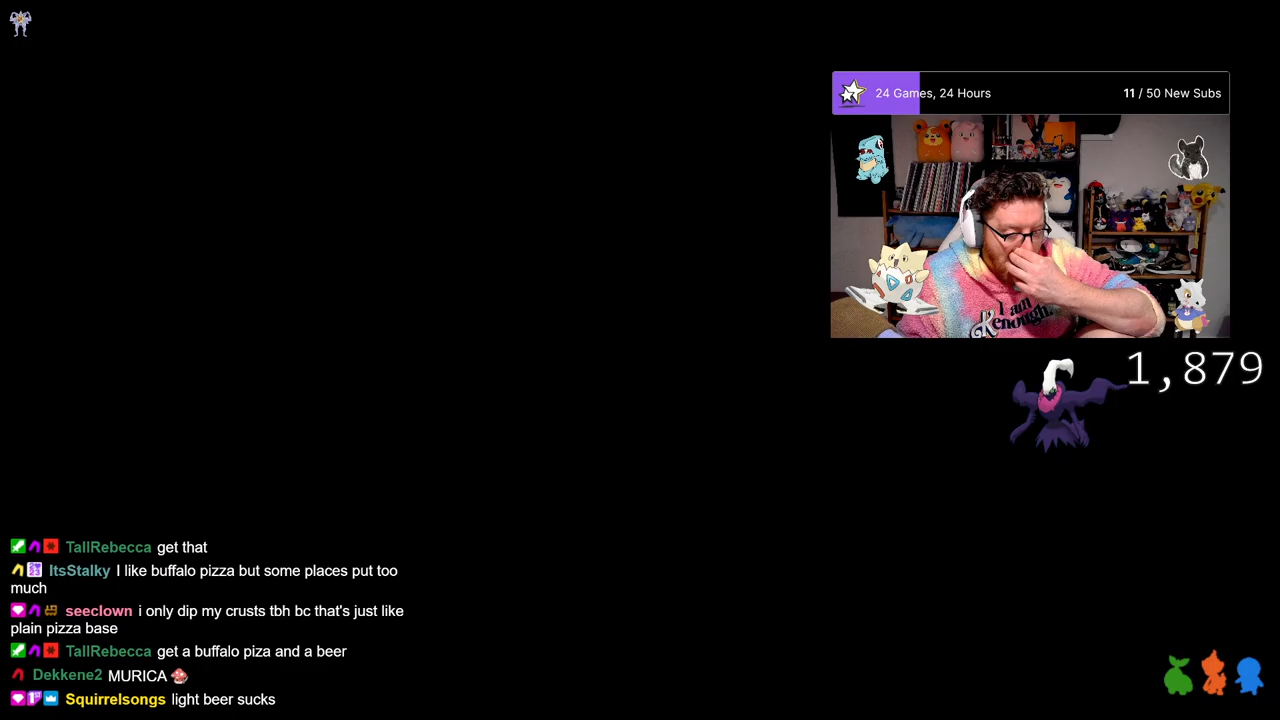 24 Games, 24 Hours 11 / 50 New Subs
I am
Kenough
1,879
TallRebecca get that
ItsStalky I like buffalo pizza but some places put too
much
seeclown i only dip my crusts tbh bc that's just like
plain pizza base
TallRebecca get a buffalo piza and a beer
Dekkene2 MURICA
Squirrelsongs light beer sucks